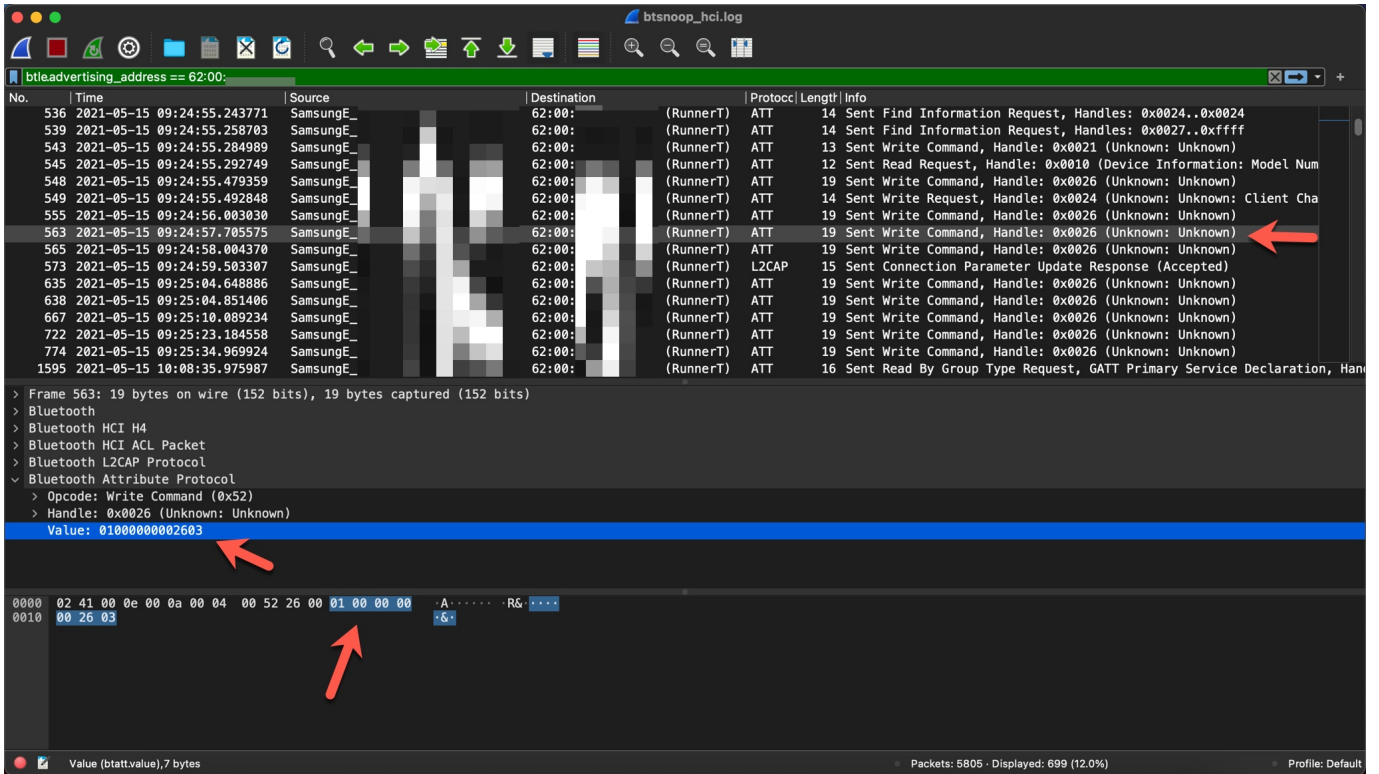 btsnoop_hci.log
btle.advertising_address == 62:00:
No. Time Source Destination Protocc Length Info
536 2021-05-15 09:24:55.243771 SamsungE_ 62:00: (RunnerT) ATT 14 Sent Find Information Request, Handles: 0x0024..0x0024
539 2021-05-15 09:24:55.258703 SamsungE_ 62:00: (RunnerT) ATT 14 Sent Find Information Request, Handles: 0x0027..0xffff
543 2021-05-15 09:24:55.284989 SamsungE_ 62:00: (RunnerT) ATT 13 Sent Write Command, Handle: 0x0021 (Unknown: Unknown)
545 2021-05-15 09:24:55.292749 SamsungE_ 62:00: (RunnerT) ATT 12 Sent Read Request, Handle: 0x0010 (Device Information: Model Num
548 2021-05-15 09:24:55.479359 SamsungE_ 62:00: (RunnerT) ATT 19 Sent Write Command, Handle: 0x0026 (Unknown: Unknown)
549 2021-05-15 09:24:55.492848 SamsungE_ 62:00: (RunnerT) ATT 14 Sent Write Request, Handle: 0x0024 (Unknown: Unknown: Client Cha
555 2021-05-15 09:24:56.003030 SamsungE_ 62:00: (RunnerT) ATT 19 Sent Write Command, Handle: 0x0026 (Unknown: Unknown)
563 2021-05-15 09:24:57.705575 SamsungE_ 62:00: (RunnerT) ATT 19 Sent Write Command, Handle: 0x0026 (Unknown: Unknown)
565 2021-05-15 09:24:58.004370 SamsungE_ 62:00: (RunnerT) ATT 19 Sent Write Command, Handle: 0x0026 (Unknown: Unknown)
573 2021-05-15 09:24:59.503307 SamsungE_ 62:00: (RunnerT) L2CAP 15 Sent Connection Parameter Update Response (Accepted)
635 2021-05-15 09:25:04.648886 SamsungE_ 62:00: (RunnerT) ATT 19 Sent Write Command, Handle: 0x0026 (Unknown: Unknown)
638 2021-05-15 09:25:04.851406 SamsungE_ 62:00: (RunnerT) ATT 19 Sent Write Command, Handle: 0x0026 (Unknown: Unknown)
667 2021-05-15 09:25:10.089234 SamsungE_ 62:00: (RunnerT) ATT 19 Sent Write Command, Handle: 0x0026 (Unknown: Unknown)
722 2021-05-15 09:25:23.184558 SamsungE_ 62:00: (RunnerT) ATT 19 Sent Write Command, Handle: 0x0026 (Unknown: Unknown)
774 2021-05-15 09:25:34.969924 SamsungE_ 62:00: (RunnerT) ATT 19 Sent Write Command, Handle: 0x0026 (Unknown: Unknown)
1595 2021-05-15 10:08:35.975987 SamsungE_ 62:00: (RunnerT) ATT 16 Sent Read By Group Type Request, GATT Primary Service Declaration, Han
> Frame 563: 19 bytes on wire (152 bits), 19 bytes captured (152 bits)
> Bluetooth
> Bluetooth HCI H4
> Bluetooth HCI ACL Packet
> Bluetooth L2CAP Protocol
Bluetooth Attribute Protocol
> Opcode: Write Command (0x52)
> Handle: 0x0026 (Unknown: Unknown)
Value: 01000000002603
0000 02 41 00 0e 00 0a 00 04 00 52 26 00 01 00 00 00 ·A······ ·R&·····
0010 00 26 03 ·&·
Value (btatt.value),7 bytes
Packets: 5805 · Displayed: 699 (12.0%)
Profile: Default